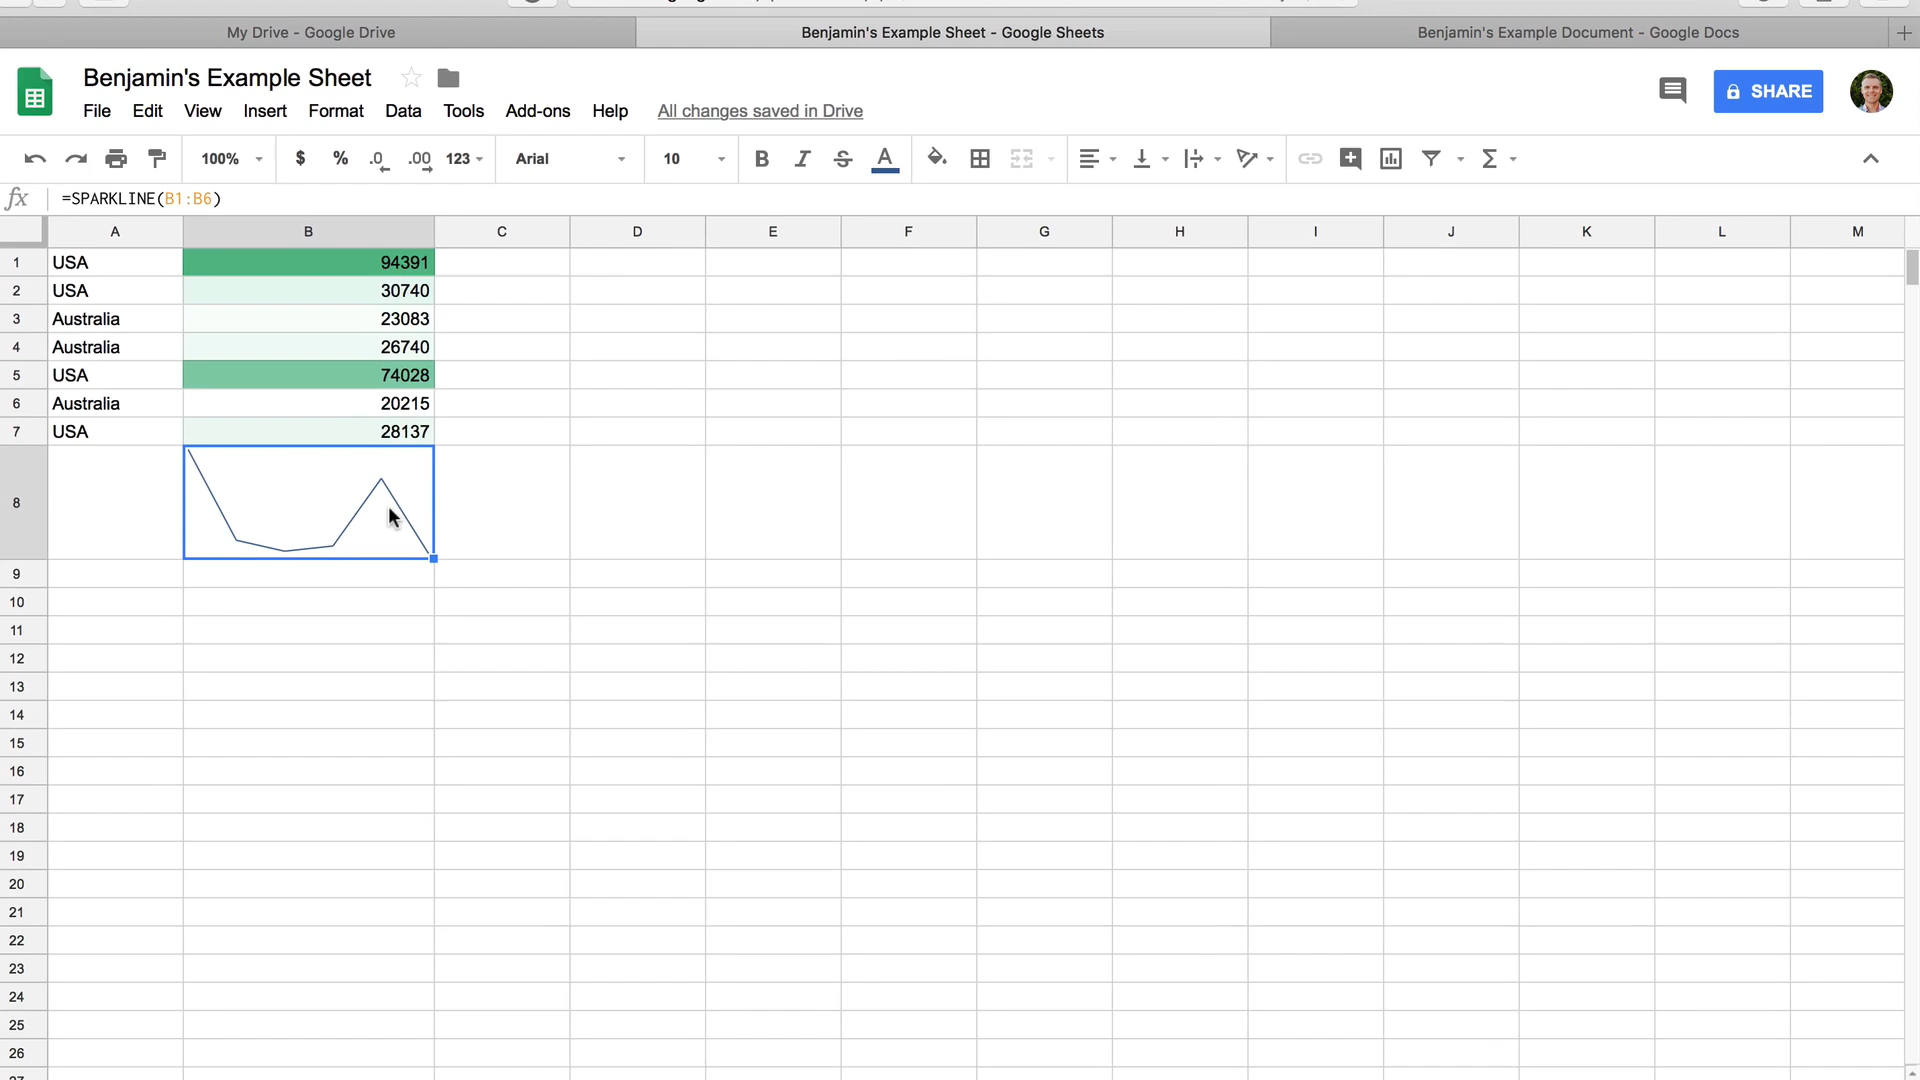 My Drive - Google Drive
Benjamin's Example Sheet - Google Sheets
Benjamin's Example Document - Google Docs
Benjamin's Example Sheet
File Edit View Insert Format Data Tools Add-ons Help All changes saved in Drive
SHARE
100% $ % .0 .00 123 Arial 10 B I S A Σ
fx =SPARKLINE(B1:B6)
A B C D E F G H I J K L M
1 USA 94391
2 USA 30740
3 Australia 23083
4 Australia 26740
5 USA 74028
6 Australia 20215
7 USA 28137
8
9
10
11
12
13
14
15
16
17
18
19
20
21
22
23
24
25
26